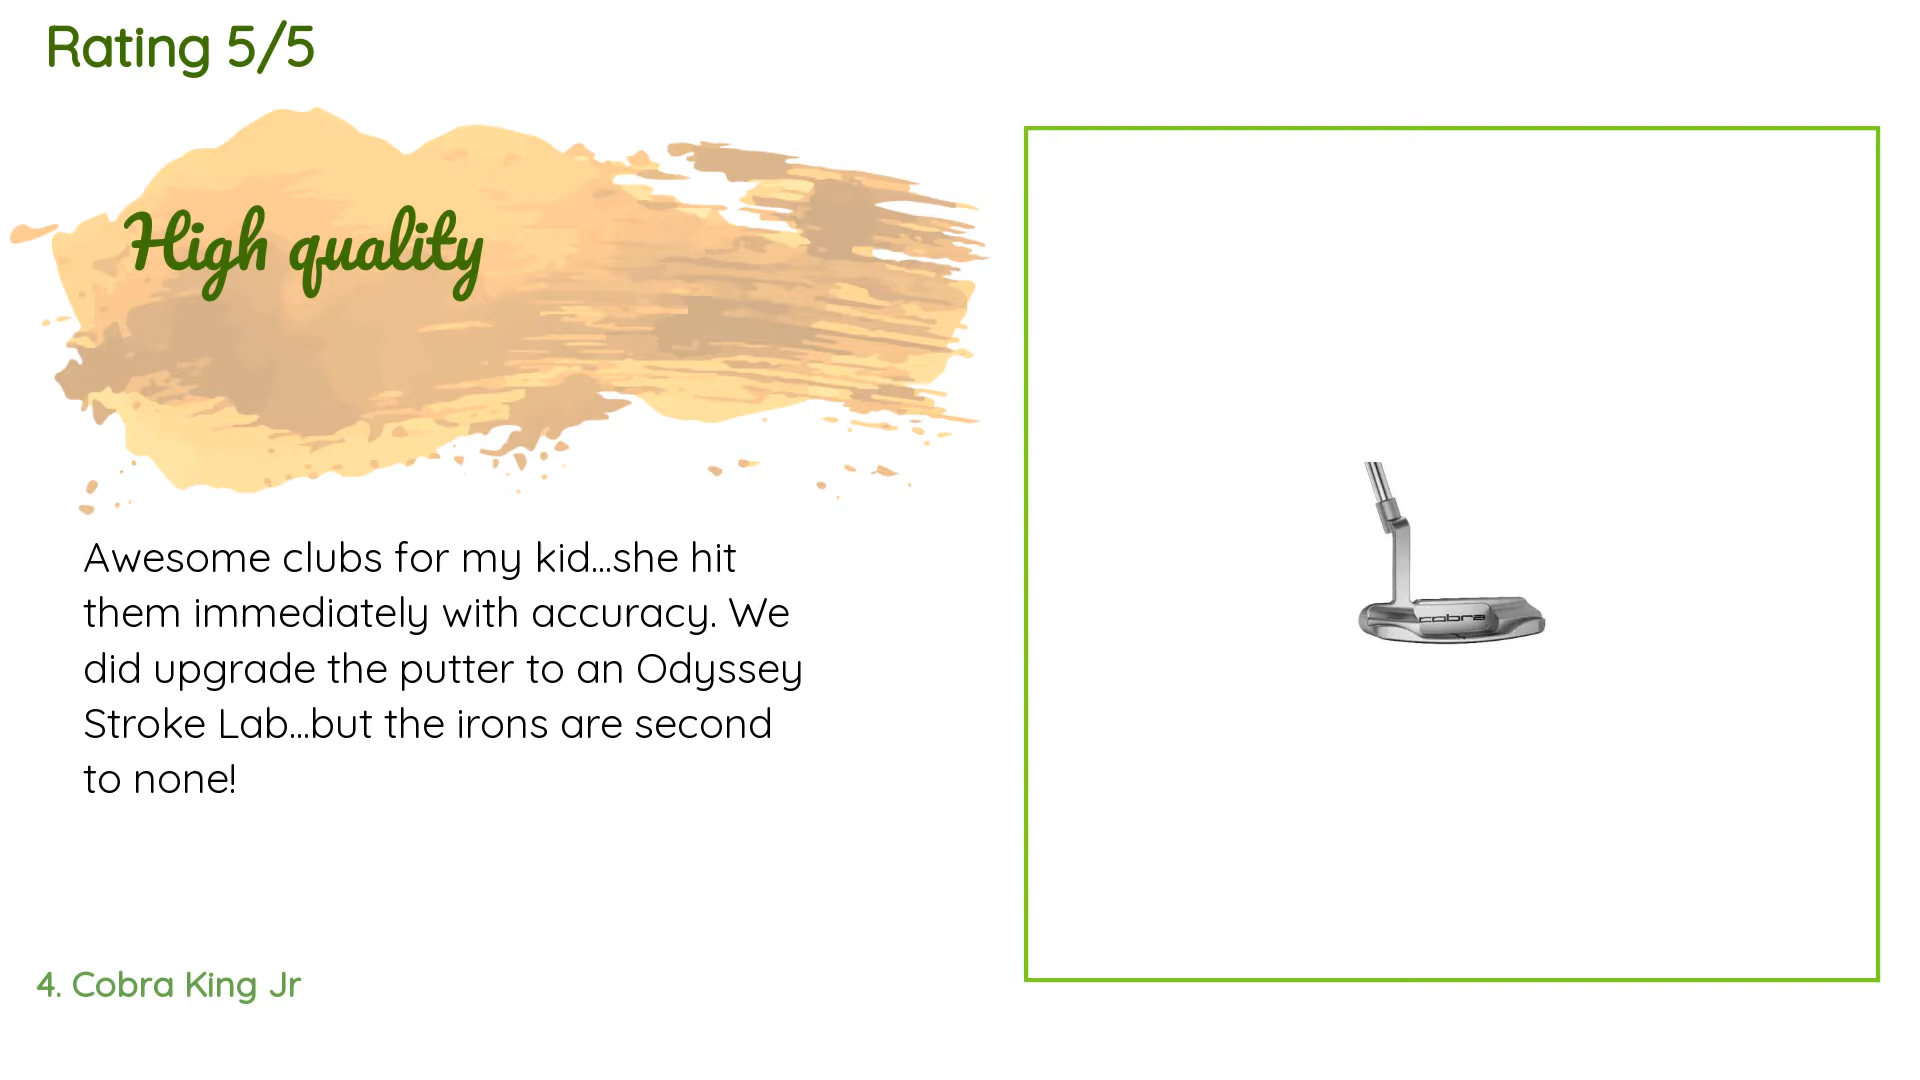 Rating 5/5
High quality
Awesome clubs for my kid...she hit
them immediately with accuracy. We
did upgrade the putter to an Odyssey
Stroke Lab...but the irons are second
to none!
cobra
4. Cobra King Jr